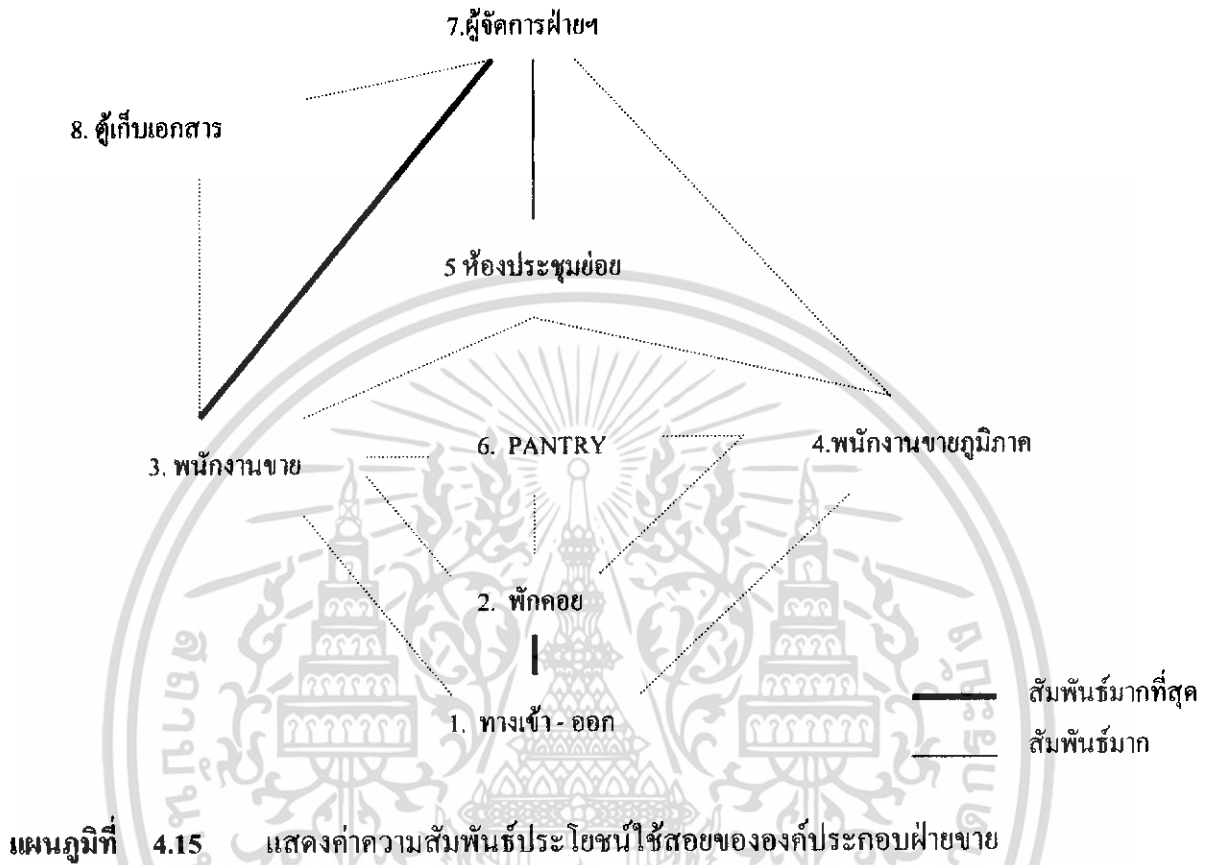 7.ผู้จัดการฝ่ายฯ
8. ตู้เก็บเอกสาร
5 ห้องประชุมย่อย
3. พนักงานขาย
6. PANTRY
4.พนักงานขายภูมิภาค
2. พักคอย
1. ทางเข้า - ออก
สัมพันธ์มากที่สุด
สัมพันธ์มาก
แผนภูมิที่ 4.15 แสดงค่าความสัมพันธ์ประโยชน์ใช้สอยขององค์ประกอบฝ่ายขาย